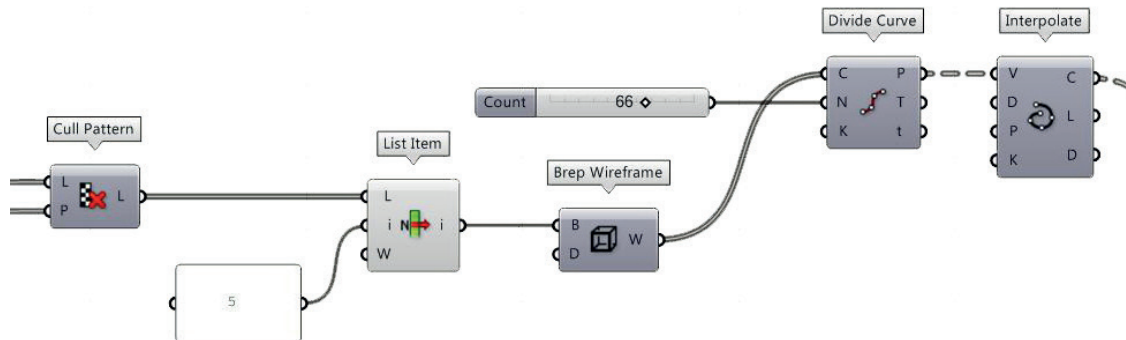 Divide Curve
Interpolate
Count 66
C P
N T
K t
V C
D L
P D
K
Cull Pattern
L L
P
List Item
L
i N i
W
Brep Wireframe
B W
D
5